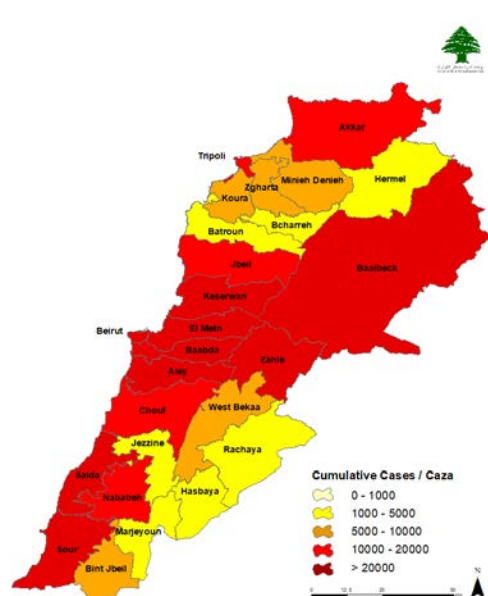 Akkar
Tripoli
Hermel
Minieh Denieh
Zgharta
Koura
Bcharreh
Batroun
Jbeil
Baalbeck
Keserwan
El Metn
Beirut
Baabda
Zahle
Aley
Chouf
West Bekaa
Jezzine
Rachaya
Saida
Hasbaya
Nabatieh
Marjeyoun
Sour
Bint Jbeil
Cumulative Cases / Caza
0 - 1000
1000 - 5000
5000 - 10000
10000 - 20000
> 20000
N